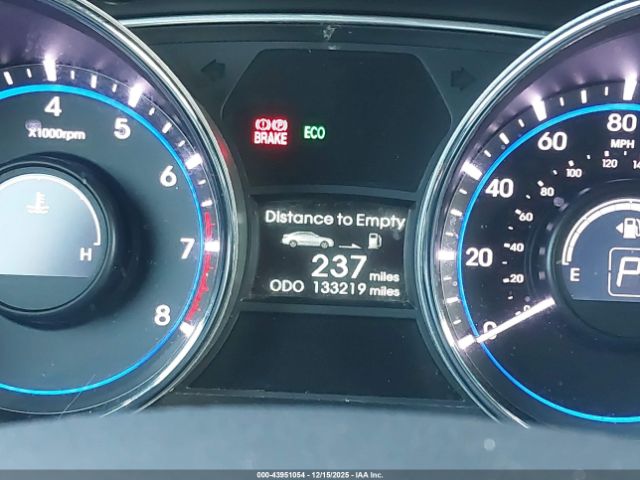 4
5
6
7
8
x1000rpm
H
BRAKE
ECO
Distance to Empty
237 miles
ODO 133219 miles
0
20
40
60
80
MPH
20
40
60
80
100
120
E
P
000-43951054 - 12/15/2025 - IAA Inc.